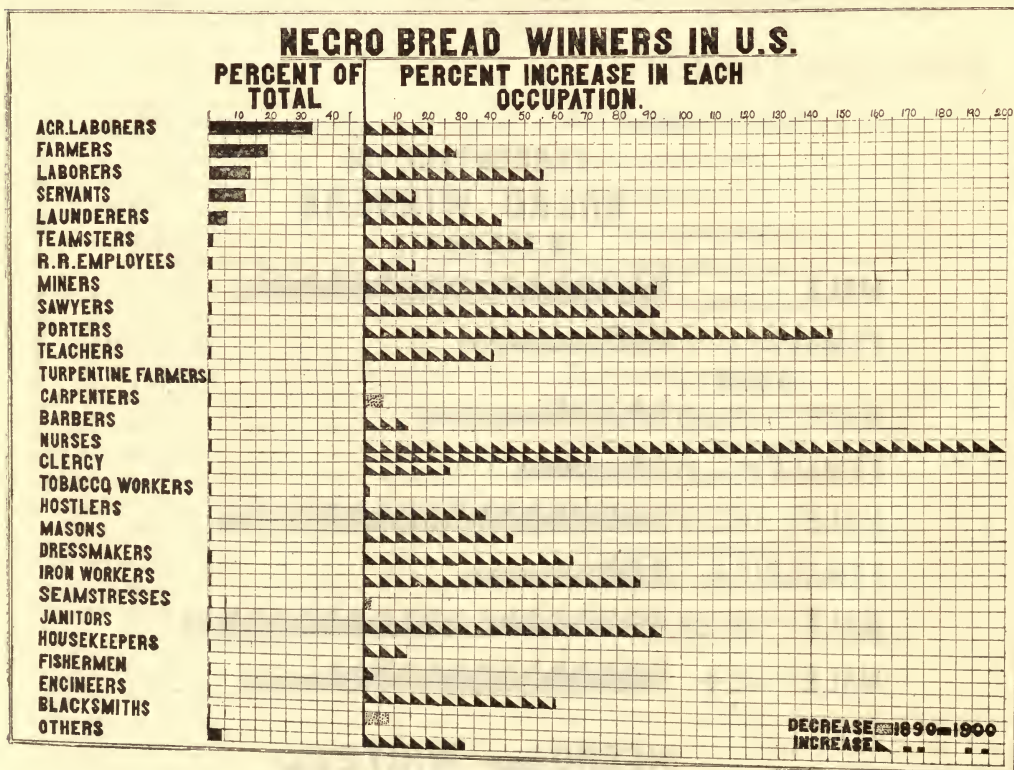 NEGRO BREAD WINNERS IN U.S.
PERCENT OF TOTAL
PERCENT INCREASE IN EACH OCCUPATION.
10 20 30 40 50
10 20 30 40 50 60 70 80 90 100 110 120 130 140 150 160 170 180 190 200
AGR. LABORERS
FARMERS
LABORERS
SERVANTS
LAUNDERERS
TEAMSTERS
R.R. EMPLOYEES
MINERS
SAWYERS
PORTERS
TEACHERS
TURPENTINE FARMERS
CARPENTERS
BARBERS
NURSES
CLERGY
TOBACCO WORKERS
HOSTLERS
MASONS
DRESSMAKERS
IRON WORKERS
SEAMSTRESSES
JANITORS
HOUSEKEEPERS
FISHERMEN
ENGINEERS
BLACKSMITHS
OTHERS
DECREASE 1890-1900
INCREASE " " " "